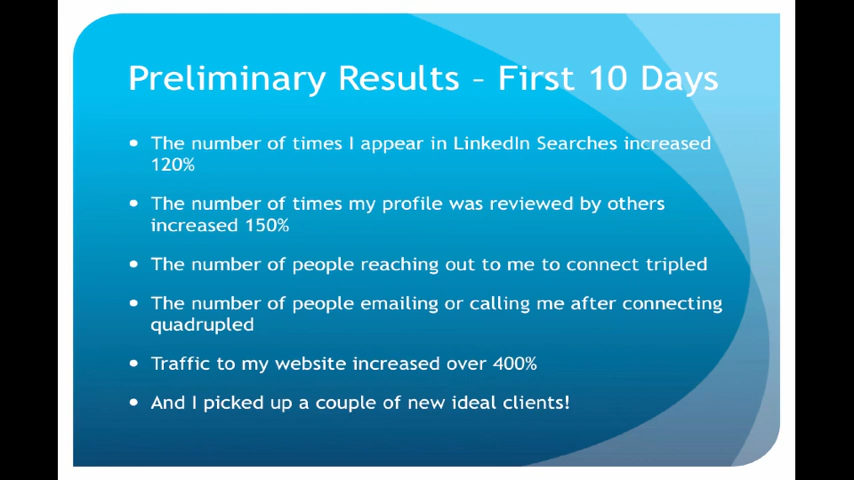 Preliminary Results – First 10 Days
• The number of times I appear in LinkedIn Searches increased
120%
• The number of times my profile was reviewed by others
increased 150%
• The number of people reaching out to me to connect tripled
• The number of people emailing or calling me after connecting
quadrupled
• Traffic to my website increased over 400%
• And I picked up a couple of new ideal clients!